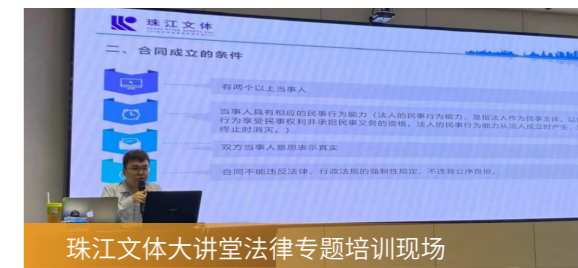 珠江文体
二、合同成立的条件
有两个以上当事人
当事人具有相应的民事行为能力（法人的民事行为能力，是指法人作为民事主体，以
行为享受民事权利并承担民事义务的资格。法人的民事行为能力从法人成立时产生，
终止时消灭。）
双方当事人意思表示真实
合同不能违反法律、行政法规的强制性规定，不违背公序良俗。
珠江文体大讲堂法律专题培训现场